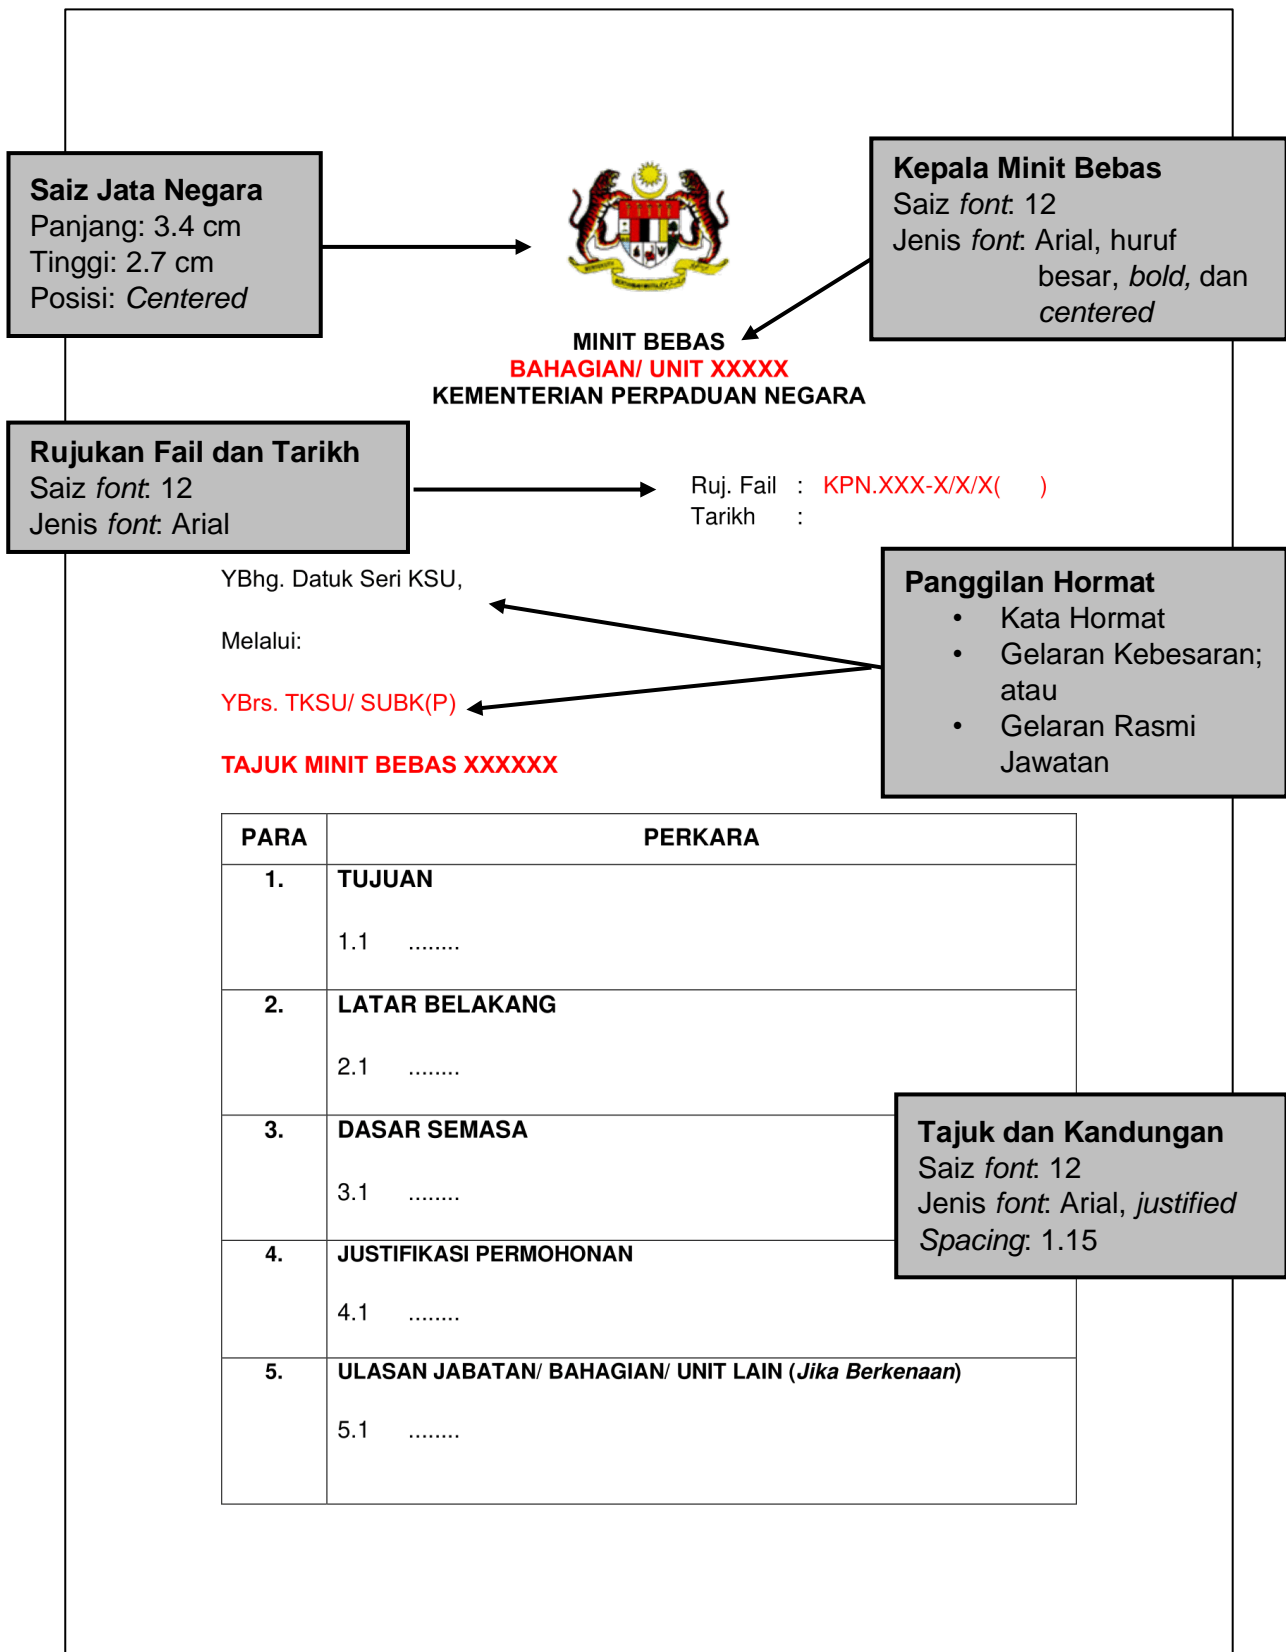 Saiz Jata Negara
Panjang: 3.4 cm
Tinggi: 2.7 cm
Posisi: Centered
Kepala Minit Bebas
Saiz font: 12
Jenis font: Arial, huruf
besar, bold, dan
centered
MINIT BEBAS
BAHAGIAN/ UNIT XXXXX
KEMENTERIAN PERPADUAN NEGARA
Rujukan Fail dan Tarikh
Saiz font: 12
Jenis font: Arial
Ruj. Fail : KPN.XXX-X/X/X( )
Tarikh :
YBhg. Datuk Seri KSU,
Melalui:
YBrs. TKSU/ SUBK(P)
Panggilan Hormat
• Kata Hormat
• Gelaran Kebesaran;
atau
• Gelaran Rasmi
Jawatan
TAJUK MINIT BEBAS XXXXXX
PARA PERKARA
1. TUJUAN
1.1 ........
2. LATAR BELAKANG
2.1 ........
3. DASAR SEMASA
3.1 ........
Tajuk dan Kandungan
Saiz font: 12
Jenis font: Arial, justified
Spacing: 1.15
4. JUSTIFIKASI PERMOHONAN
4.1 ........
5. ULASAN JABATAN/ BAHAGIAN/ UNIT LAIN (Jika Berkenaan)
5.1 ........